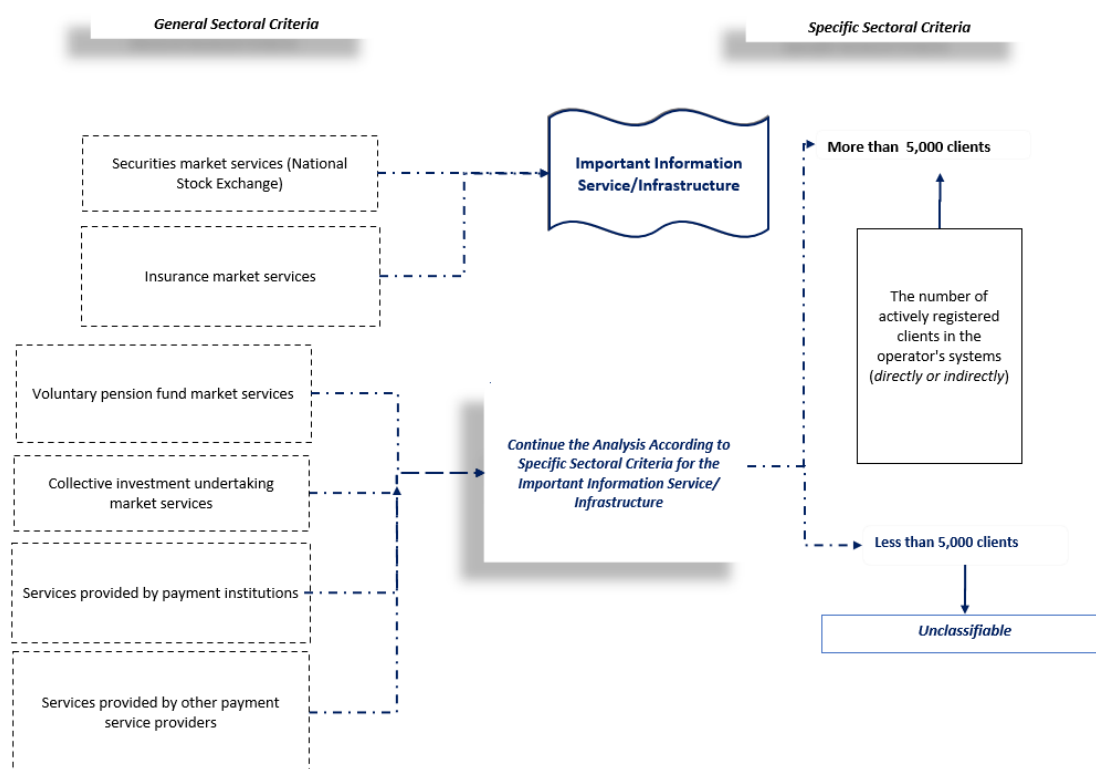 General Sectoral Criteria
Specific Sectoral Criteria
Securities market services (National
Stock Exchange)
Insurance market services
Important Information
Service/Infrastructure
More than 5,000 clients
The number of
actively registered
clients in the
operator's systems
(directly or indirectly)
Voluntary pension fund market services
Collective investment undertaking
market services
Services provided by payment institutions
Services provided by other payment
service providers
Continue the Analysis According to
Specific Sectoral Criteria for the
Important Information Service/
Infrastructure
Less than 5,000 clients
Unclassifiable